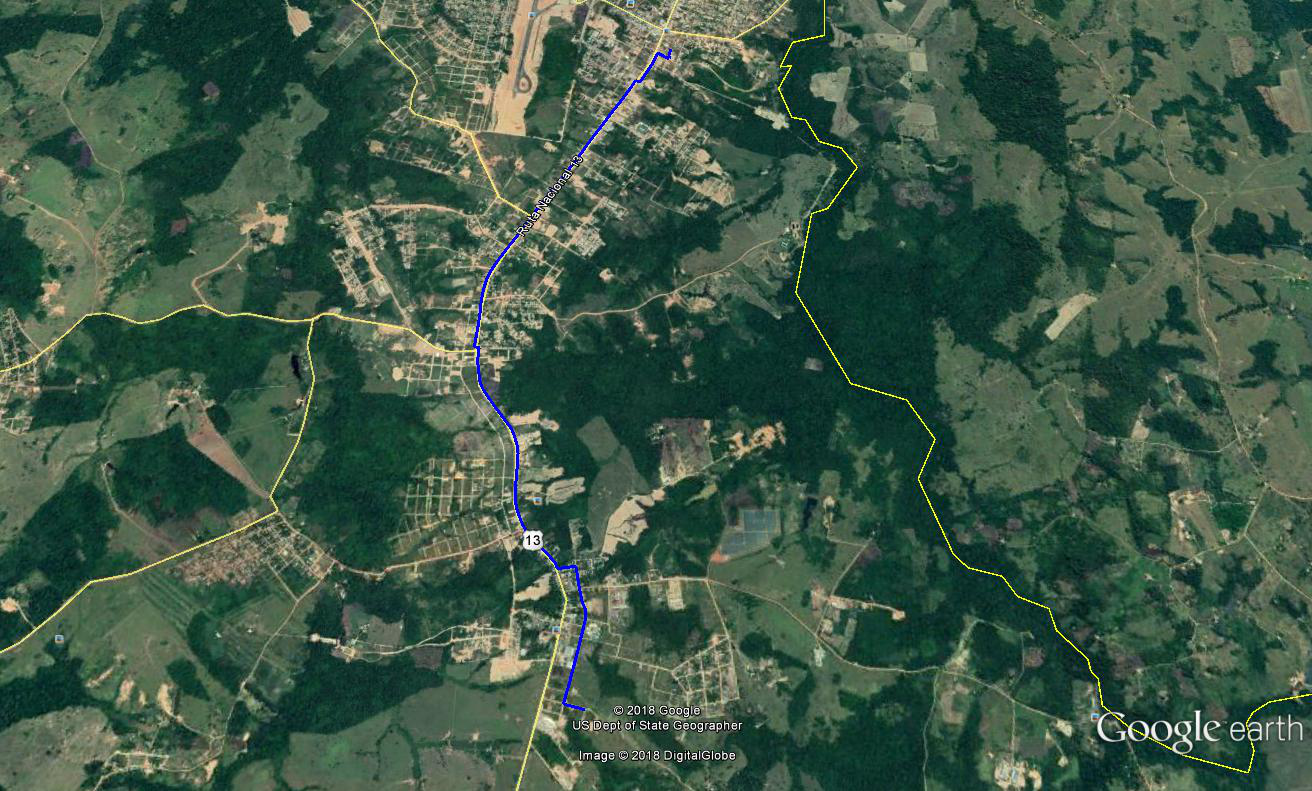 Ruta Nacional 13
13
© 2018 Google
US Dept of State Geographer
Google earth
Image © 2018 DigitalGlobe